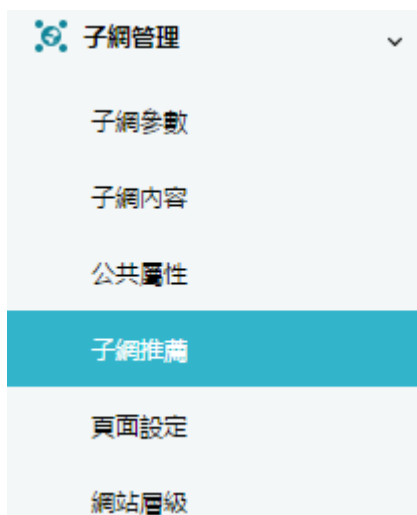 子網管理
子網參數
子網內容
公共屬性
子網推薦
頁面設定
網站層級